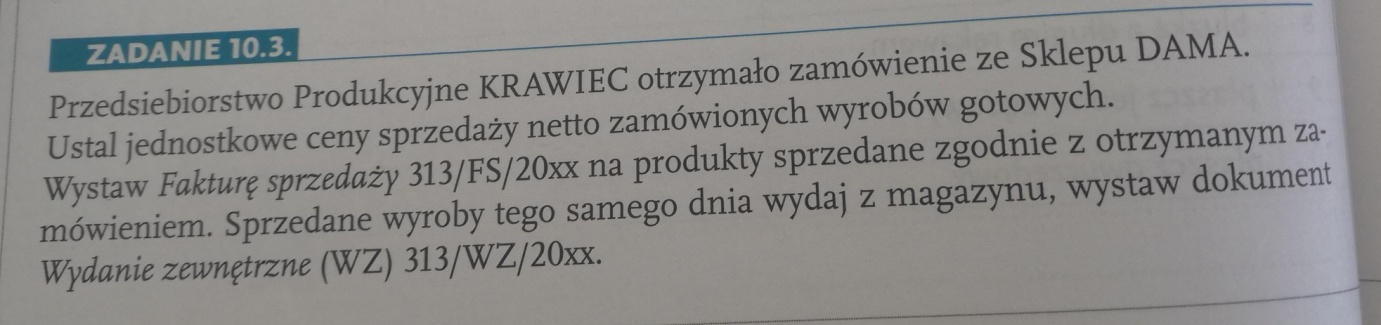 ZADANIE 10.3.
Przedsiebiorstwo Produkcyjne KRAWIEC otrzymało zamówienie ze Sklepu DAMA.
Ustal jednostkowe ceny sprzedaży netto zamówionych wyrobów gotowych.
Wystaw Fakturę sprzedaży 313/FS/20xx na produkty sprzedane zgodnie z otrzymanym za-
mówieniem. Sprzedane wyroby tego samego dnia wydaj z magazynu, wystaw dokument
Wydanie zewnętrzne (WZ) 313/WZ/20xx.